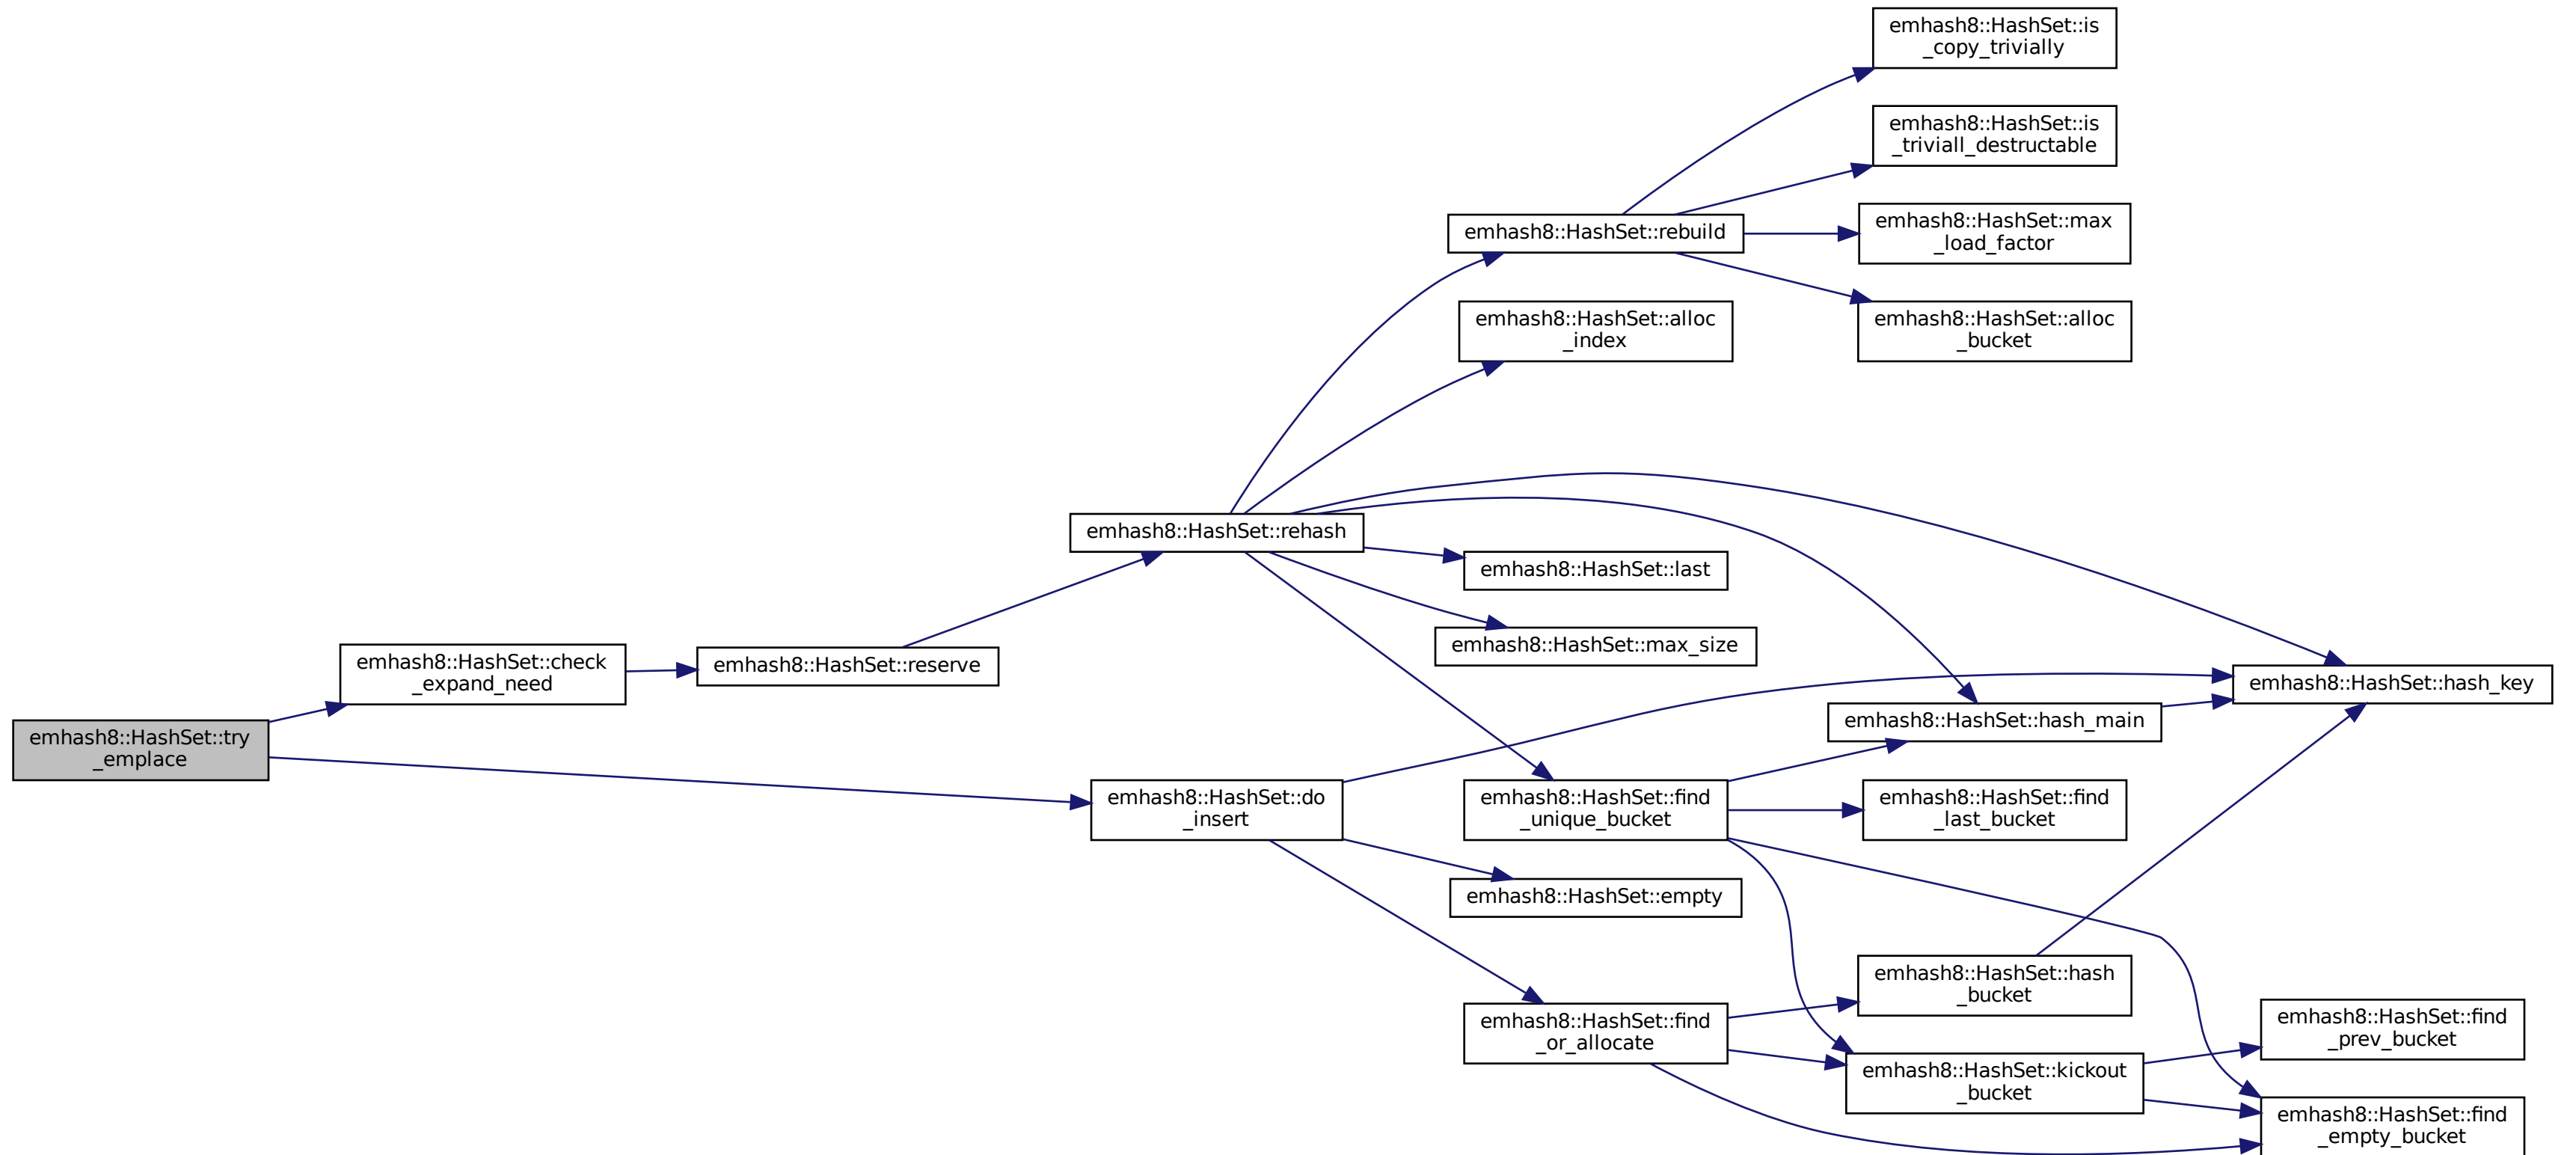 emhash8::HashSet::try
_emplace
emhash8::HashSet::check
_expand_need
emhash8::HashSet::reserve
emhash8::HashSet::rehash
emhash8::HashSet::rebuild
emhash8::HashSet::is
_copy_trivially
emhash8::HashSet::is
_triviall_destructable
emhash8::HashSet::max
_load_factor
emhash8::HashSet::alloc
_bucket
emhash8::HashSet::alloc
_index
emhash8::HashSet::last
emhash8::HashSet::max_size
emhash8::HashSet::hash_key
emhash8::HashSet::hash_main
emhash8::HashSet::do
_insert
emhash8::HashSet::find
_unique_bucket
emhash8::HashSet::find
_last_bucket
emhash8::HashSet::empty
emhash8::HashSet::find
_or_allocate
emhash8::HashSet::hash
_bucket
emhash8::HashSet::kickout
_bucket
emhash8::HashSet::find
_prev_bucket
emhash8::HashSet::find
_empty_bucket